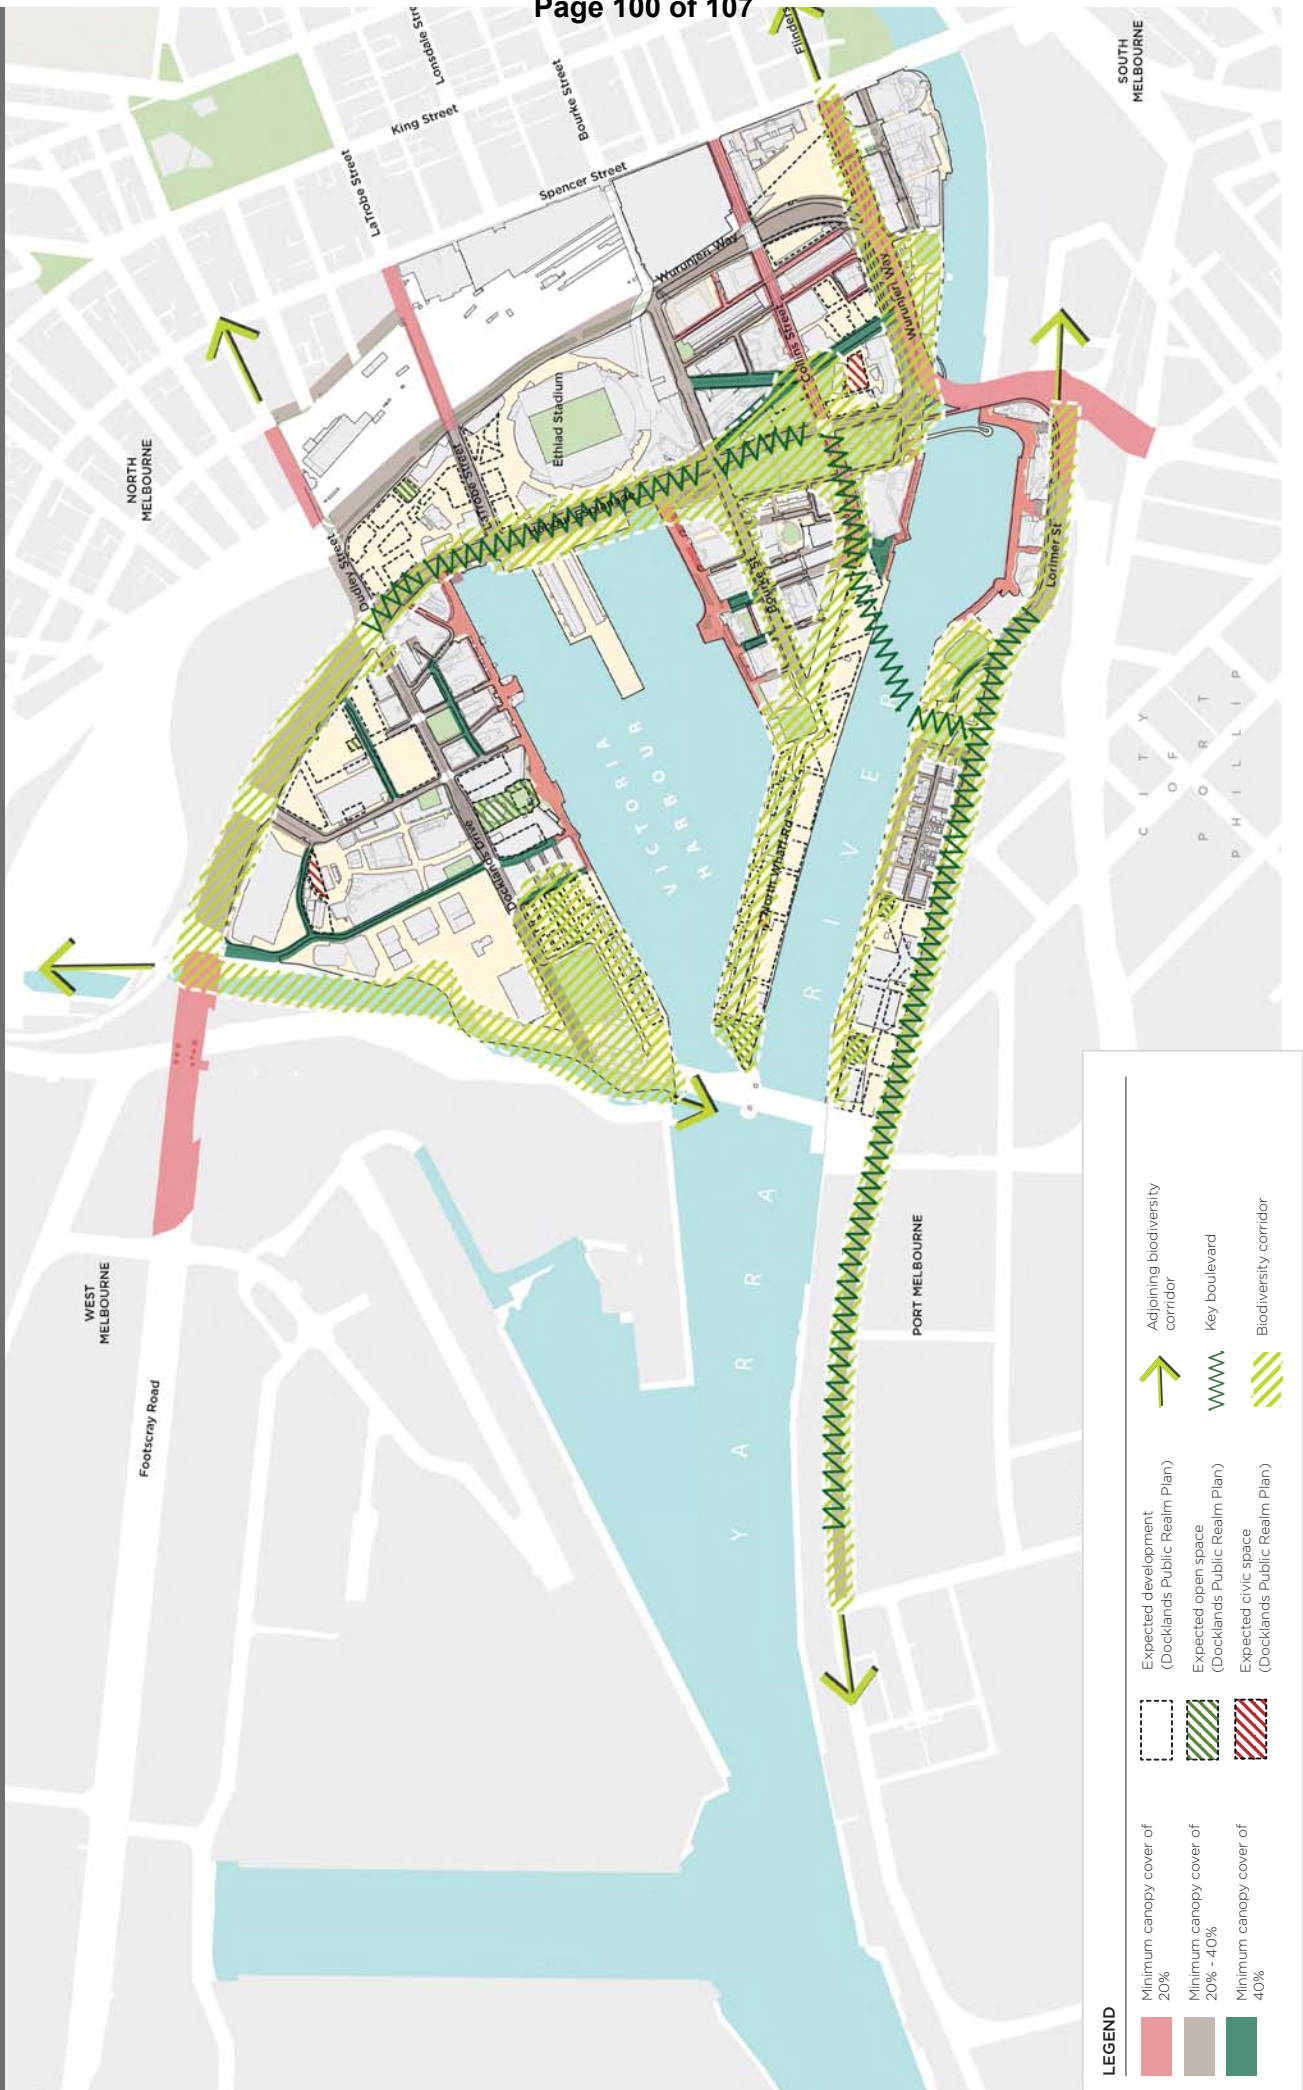 Page 100 of 107
Flinders
Lonsdale Stre
Bourke Street
King Street
LaTrobe Street
Spencer Street
SOUTH
MELBOURNE
NORTH
MELBOURNE
Wurundjeri Way
Collins Street
Wurundjeri Way
Ethiad Stadium
LaTrobe Street
Harbour Esplanade
Dudley Street
Bourke St
Lorimer St
Docklands Drive
North Wharf Rd
VICTORIA
HARBOUR
YARRA
RIVER
CITY
OF
PORT
PHILLIP
WEST
MELBOURNE
Footscray Road
PORT MELBOURNE
LEGEND
Minimum canopy cover of
20%
Minimum canopy cover of
20% - 40%
Minimum canopy cover of
40%
Expected development
(Docklands Public Realm Plan)
Expected open space
(Docklands Public Realm Plan)
Expected civic space
(Docklands Public Realm Plan)
Adjoining biodiversity
corridor
Key boulevard
Biodiversity corridor